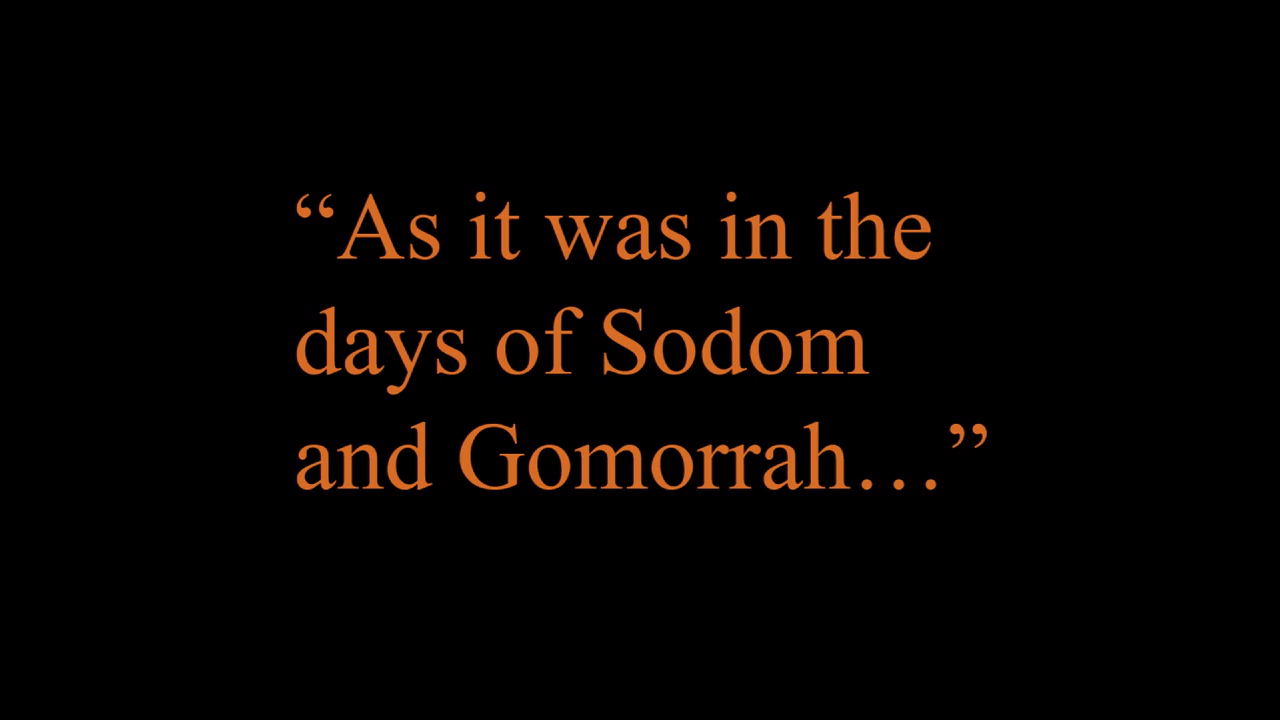 “As it was in the
days of Sodom
and Gomorrah…”